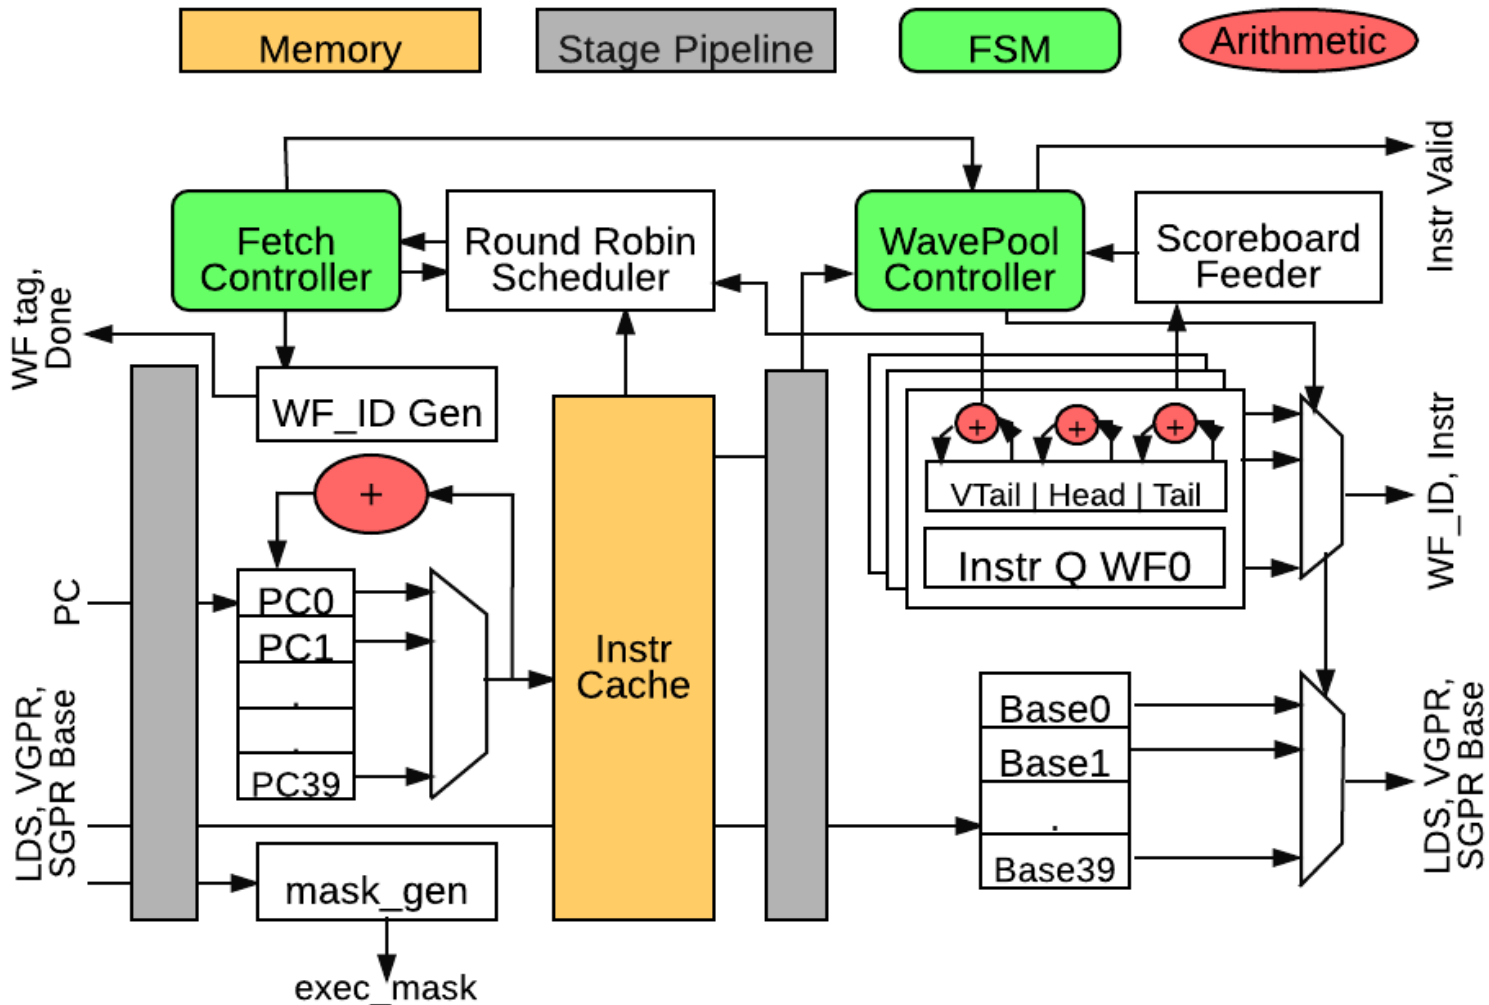 Memory
Stage Pipeline
FSM
Arithmetic
Instr Valid
Fetch
Controller
Round Robin
Scheduler
WavePool
Controller
Scoreboard
Feeder
WF tag,
Done
WF_ID Gen
+
+
+
+
VTail | Head | Tail
Instr Q WF0
WF_ID, Instr
PC
PC0
PC1
.
.
PC39
Instr
Cache
Base0
Base1
.
Base39
LDS, VGPR,
SGPR Base
LDS, VGPR,
SGPR Base
mask_gen
exec_mask